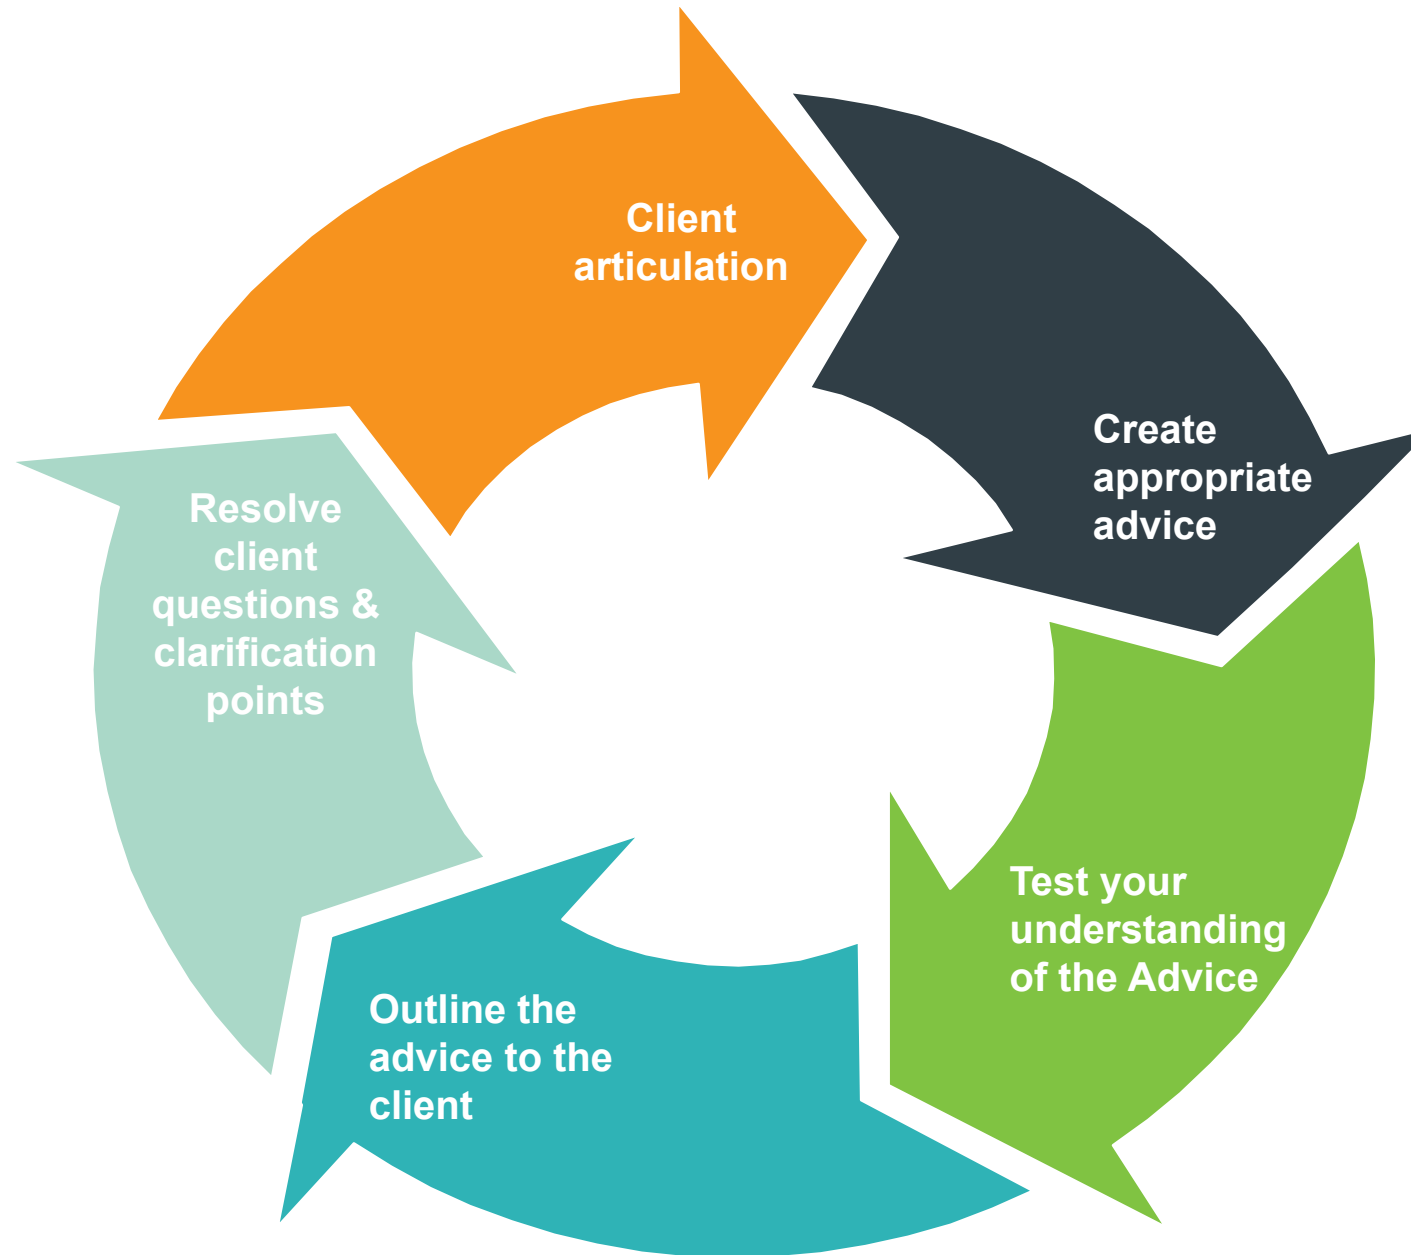 Client
articulation
Create
appropriate
advice
Test your
understanding
of the Advice
Outline the
advice to the
client
Resolve
client
questions &
clarification
points